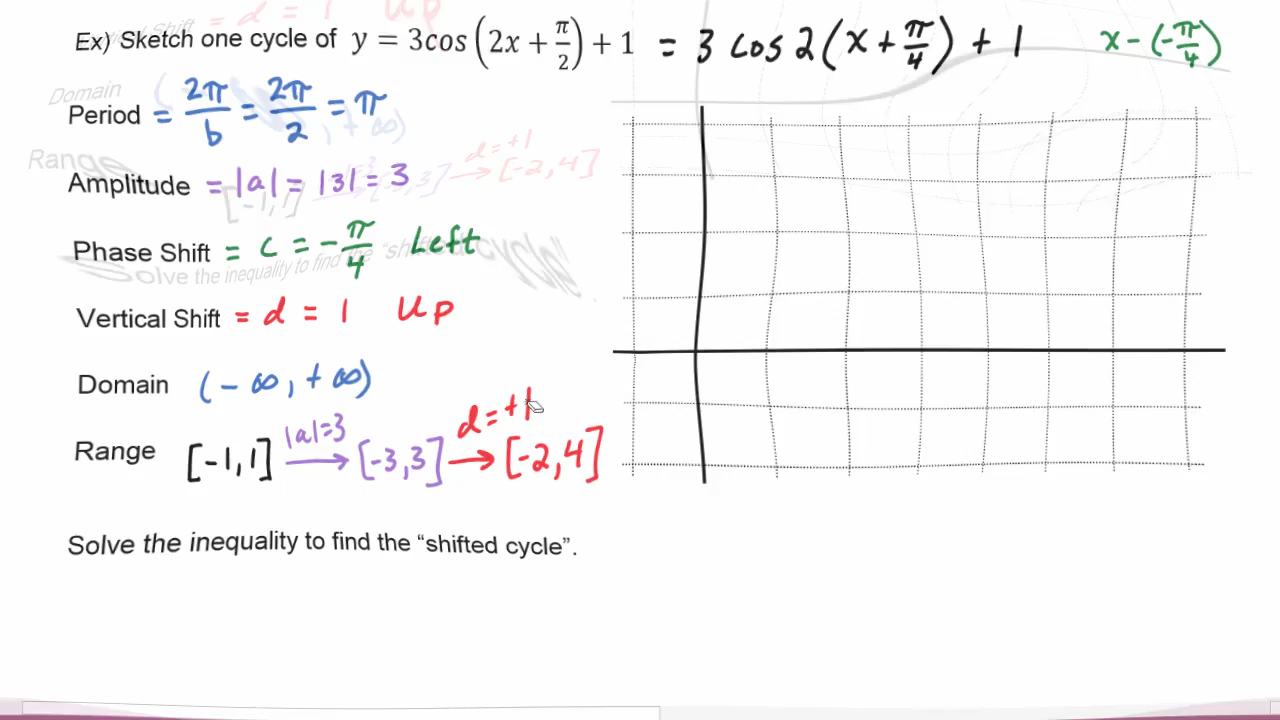 Ex) Sketch one cycle of y = 3cos(2x + π/2) + 1 = 3 cos 2(x + π/4) + 1 x - (-π/4)
Period = 2π/b = 2π/2 = π
Amplitude = |a| = |3| = 3
Phase Shift = c = -π/4 Left
Vertical Shift = d = 1 Up
Domain (-∞, +∞)
|a|=3 d = +1
Range [-1,1] → [-3,3] → [-2,4]
Solve the inequality to find the “shifted cycle”.